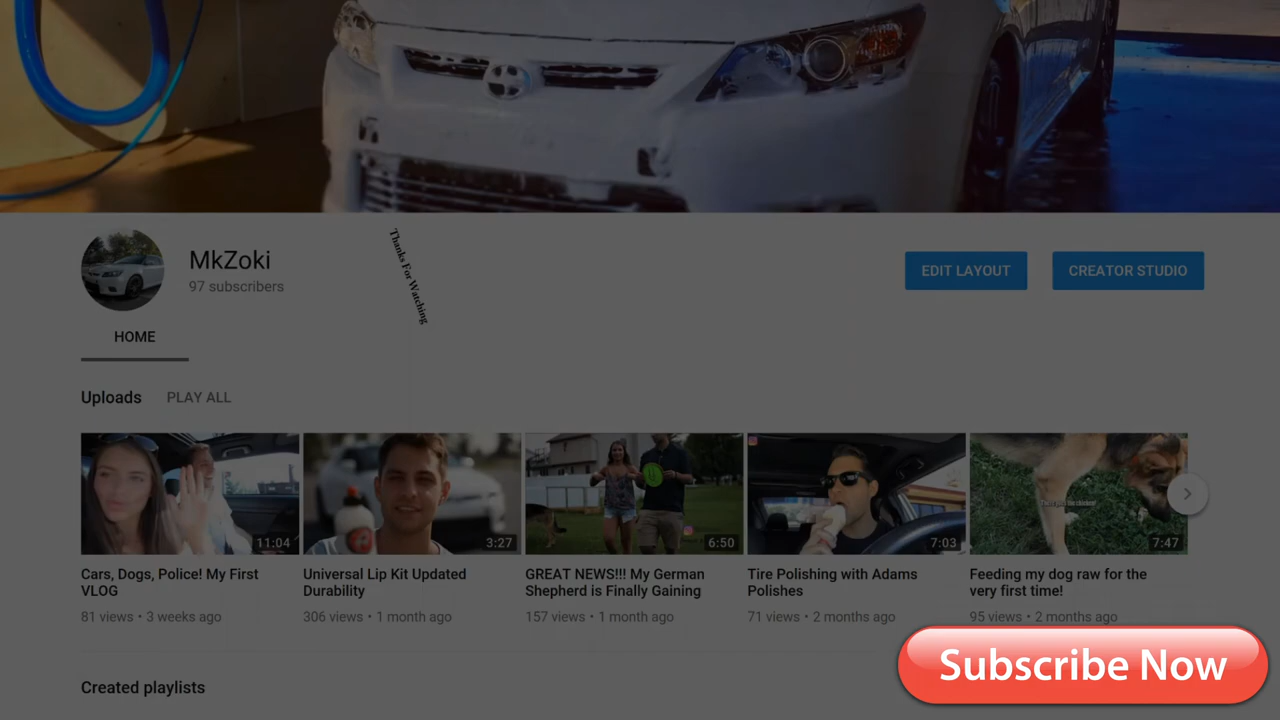 MkZoki
97 subscribers
Thanks For Watching
EDIT LAYOUT
CREATOR STUDIO
HOME
Uploads
PLAY ALL
11:04
3:27
6:50
7:03
7:47
Cars, Dogs, Police! My First
VLOG
81 views • 3 weeks ago
Universal Lip Kit Updated
Durability
306 views • 1 month ago
GREAT NEWS!!! My German
Shepherd is Finally Gaining
157 views • 1 month ago
Tire Polishing with Adams
Polishes
71 views • 2 months ago
Feeding my dog raw for the
very first time!
95 views • 2 months ago
Subscribe Now
Created playlists